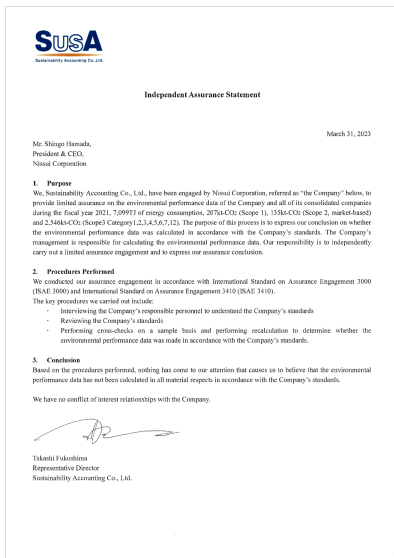 SUSA
Sustainability Accounting Co.,Ltd.
Independent Assurance Statement
March 31, 2023
Mr. Shingo Hamada,
President & CEO,
Nissui Corporation
1. Purpose
We, Sustainability Accounting Co., Ltd., have been engaged by Nissui Corporation, referred as “the Company” below, to
provide limited assurance on the environmental performance data of the Company and all of its consolidated companies
during the fiscal year 2021, 7,099TJ of energy consumption, 207kt-CO2 (Scope 1), 135kt-CO2 (Scope 2, market-based)
and 2,546kt-CO2 (Scope3 Category1,2,3,4,5,6,7,12). The purpose of this process is to express our conclusion on whether
the environmental performance data was calculated in accordance with the Company’s standards. The Company’s
management is responsible for calculating the environmental performance data. Our responsibility is to independently
carry out a limited assurance engagement and to express our assurance conclusion.
2. Procedures Performed
We conducted our assurance engagement in accordance with International Standard on Assurance Engagement 3000
(ISAE 3000) and International Standard on Assurance Engagement 3410 (ISAE 3410).
The key procedures we carried out include:
· Interviewing the Company’s responsible personnel to understand the Company’s standards
· Reviewing the Company’s standards
· Performing cross-checks on a sample basis and performing recalculation to determine whether the
environmental performance data was made in accordance with the Company’s standards.
3. Conclusion
Based on the procedures performed, nothing has come to our attention that causes us to believe that the environmental
performance data has not been calculated in all material respects in accordance with the Company’s standards.
We have no conflict of interest relationships with the Company.
Takashi Fukushima
Representative Director
Sustainability Accounting Co., Ltd.